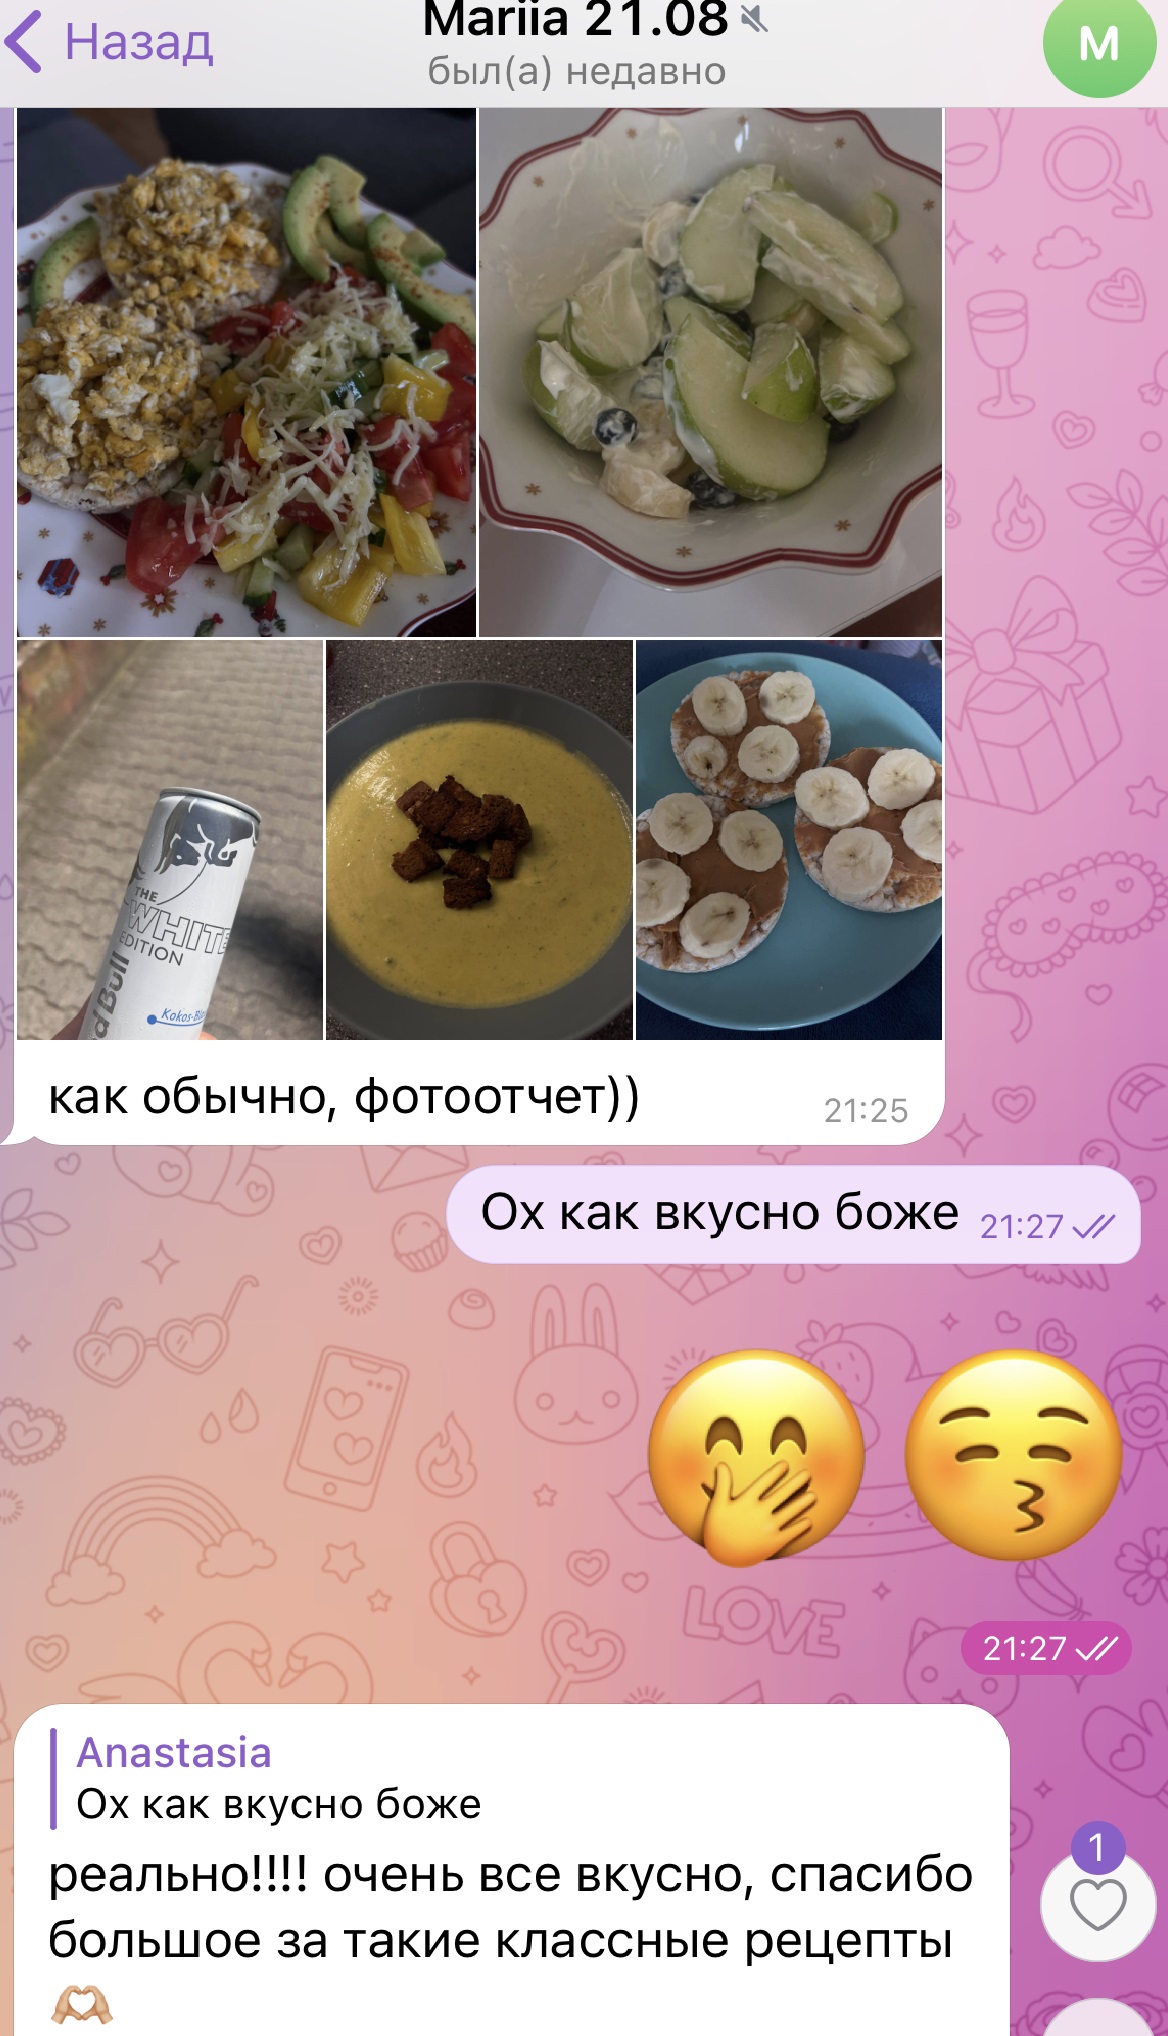 Mariia 21.08
Назад
был(а) недавно
M
THE
WHITE
EDITION
d Bull
Kokos-
как обычно, фотоотчет))
21:25
Ох как вкусно боже
21:27
LOVE
21:27
Anastasia
Ох как вкусно боже
1
реально!!!! очень все вкусно, спасибо
большое за такие классные рецепты